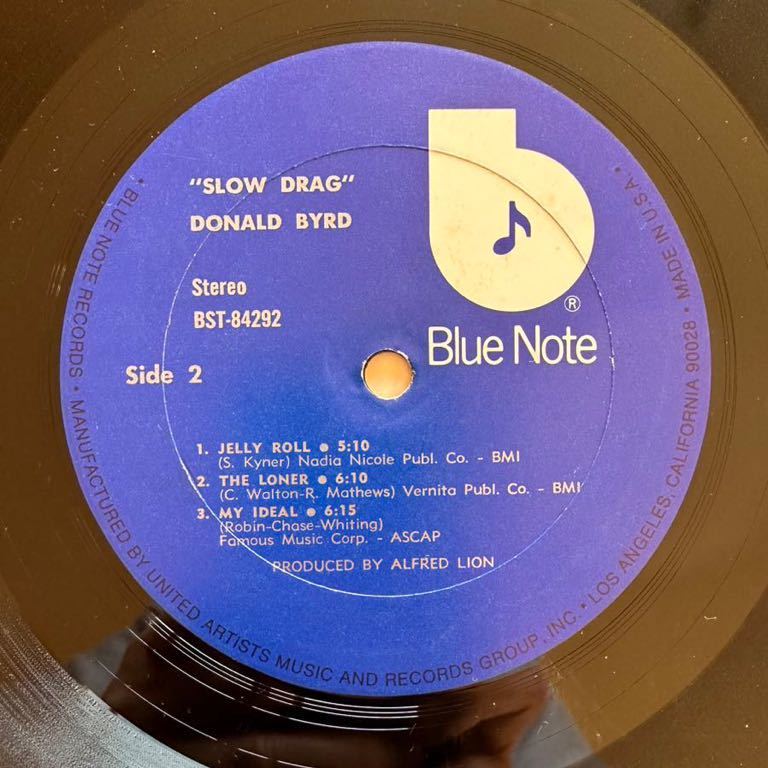 "SLOW DRAG"
DONALD BYRD
Stereo
BST-84292
Side 2
®
Blue Note
1. JELLY ROLL • 5:10
(S. Kyner) Nadia Nicole Publ. Co. - BMI
2. THE LONER • 6:10
(C. Walton-R. Mathews) Vernita Publ. Co. - BMI
3. MY IDEAL • 6:15
(Robin-Chase-Whiting)
Famous Music Corp. - ASCAP
PRODUCED BY ALFRED LION
• BLUE NOTE RECORDS • MANUFACTURED BY UNITED ARTISTS MUSIC AND RECORDS GROUP, INC. • LOS ANGELES, CALIFORNIA 90028 • MADE IN U.S.A. •